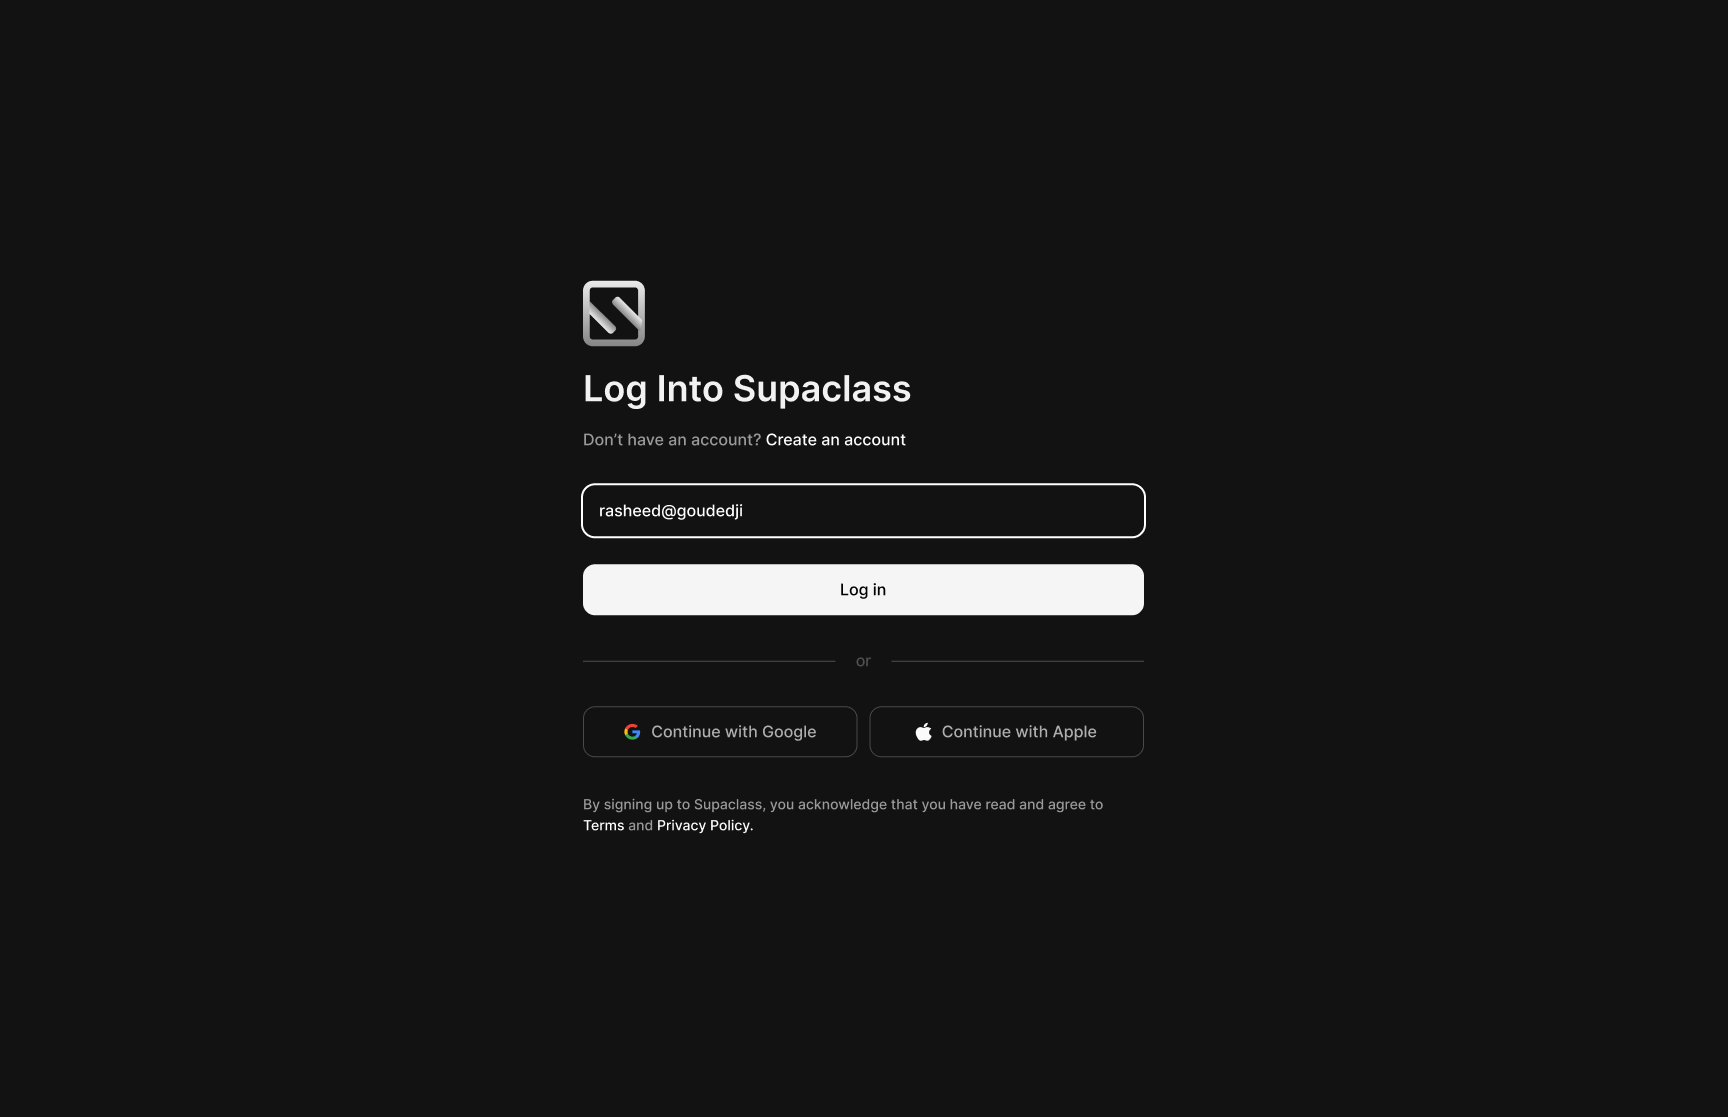 Log Into Supaclass
Don’t have an account? Create an account
rasheed@goudedji
Log in
or
Continue with Google
Continue with Apple
By signing up to Supaclass, you acknowledge that you have read and agree to
Terms and Privacy Policy.